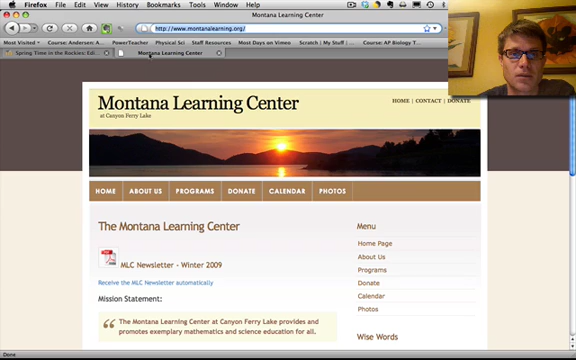 Firefox File Edit View History Bookmarks Tools Window
Montana Learning Center
http://www.montanalearning.org/
Most Visited Course: Andersen, A... PowerTeacher Physical Sci Staff Resources Most Days on Vimeo Scratch | My Stuff | My... Course: AP Biology T...
Spring Time in the Rockies: Edi... Montana Learning Center
Montana Learning Center
at Canyon Ferry Lake
HOME | CONTACT | DONATE
HOME ABOUT US PROGRAMS DONATE CALENDAR PHOTOS
The Montana Learning Center
MLC Newsletter - Winter 2009
Receive the MLC Newsletter automatically
Mission Statement:
The Montana Learning Center at Canyon Ferry Lake provides and
promotes exemplary mathematics and science education for all.
Menu
Home Page
About Us
Programs
Donate
Calendar
Photos
Wise Words
Done